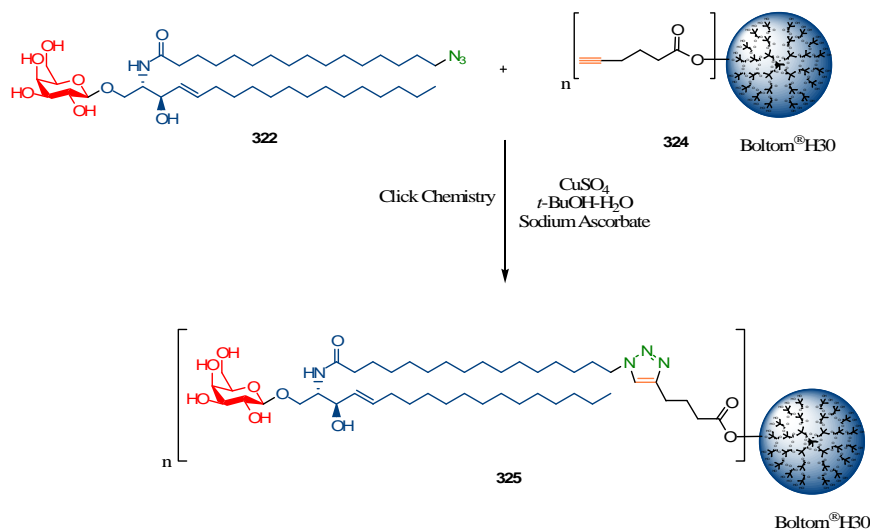 OH
OH
HO
O
OH
O
HN
O
OH
N3
322
+
n
O
O
324
Boltorn®H30
Click Chemistry
CuSO4
t-BuOH-H2O
Sodium Ascorbate
n
OH
OH
HO
O
OH
O
HN
O
OH
N
N
N
O
O
325
Boltorn®H30